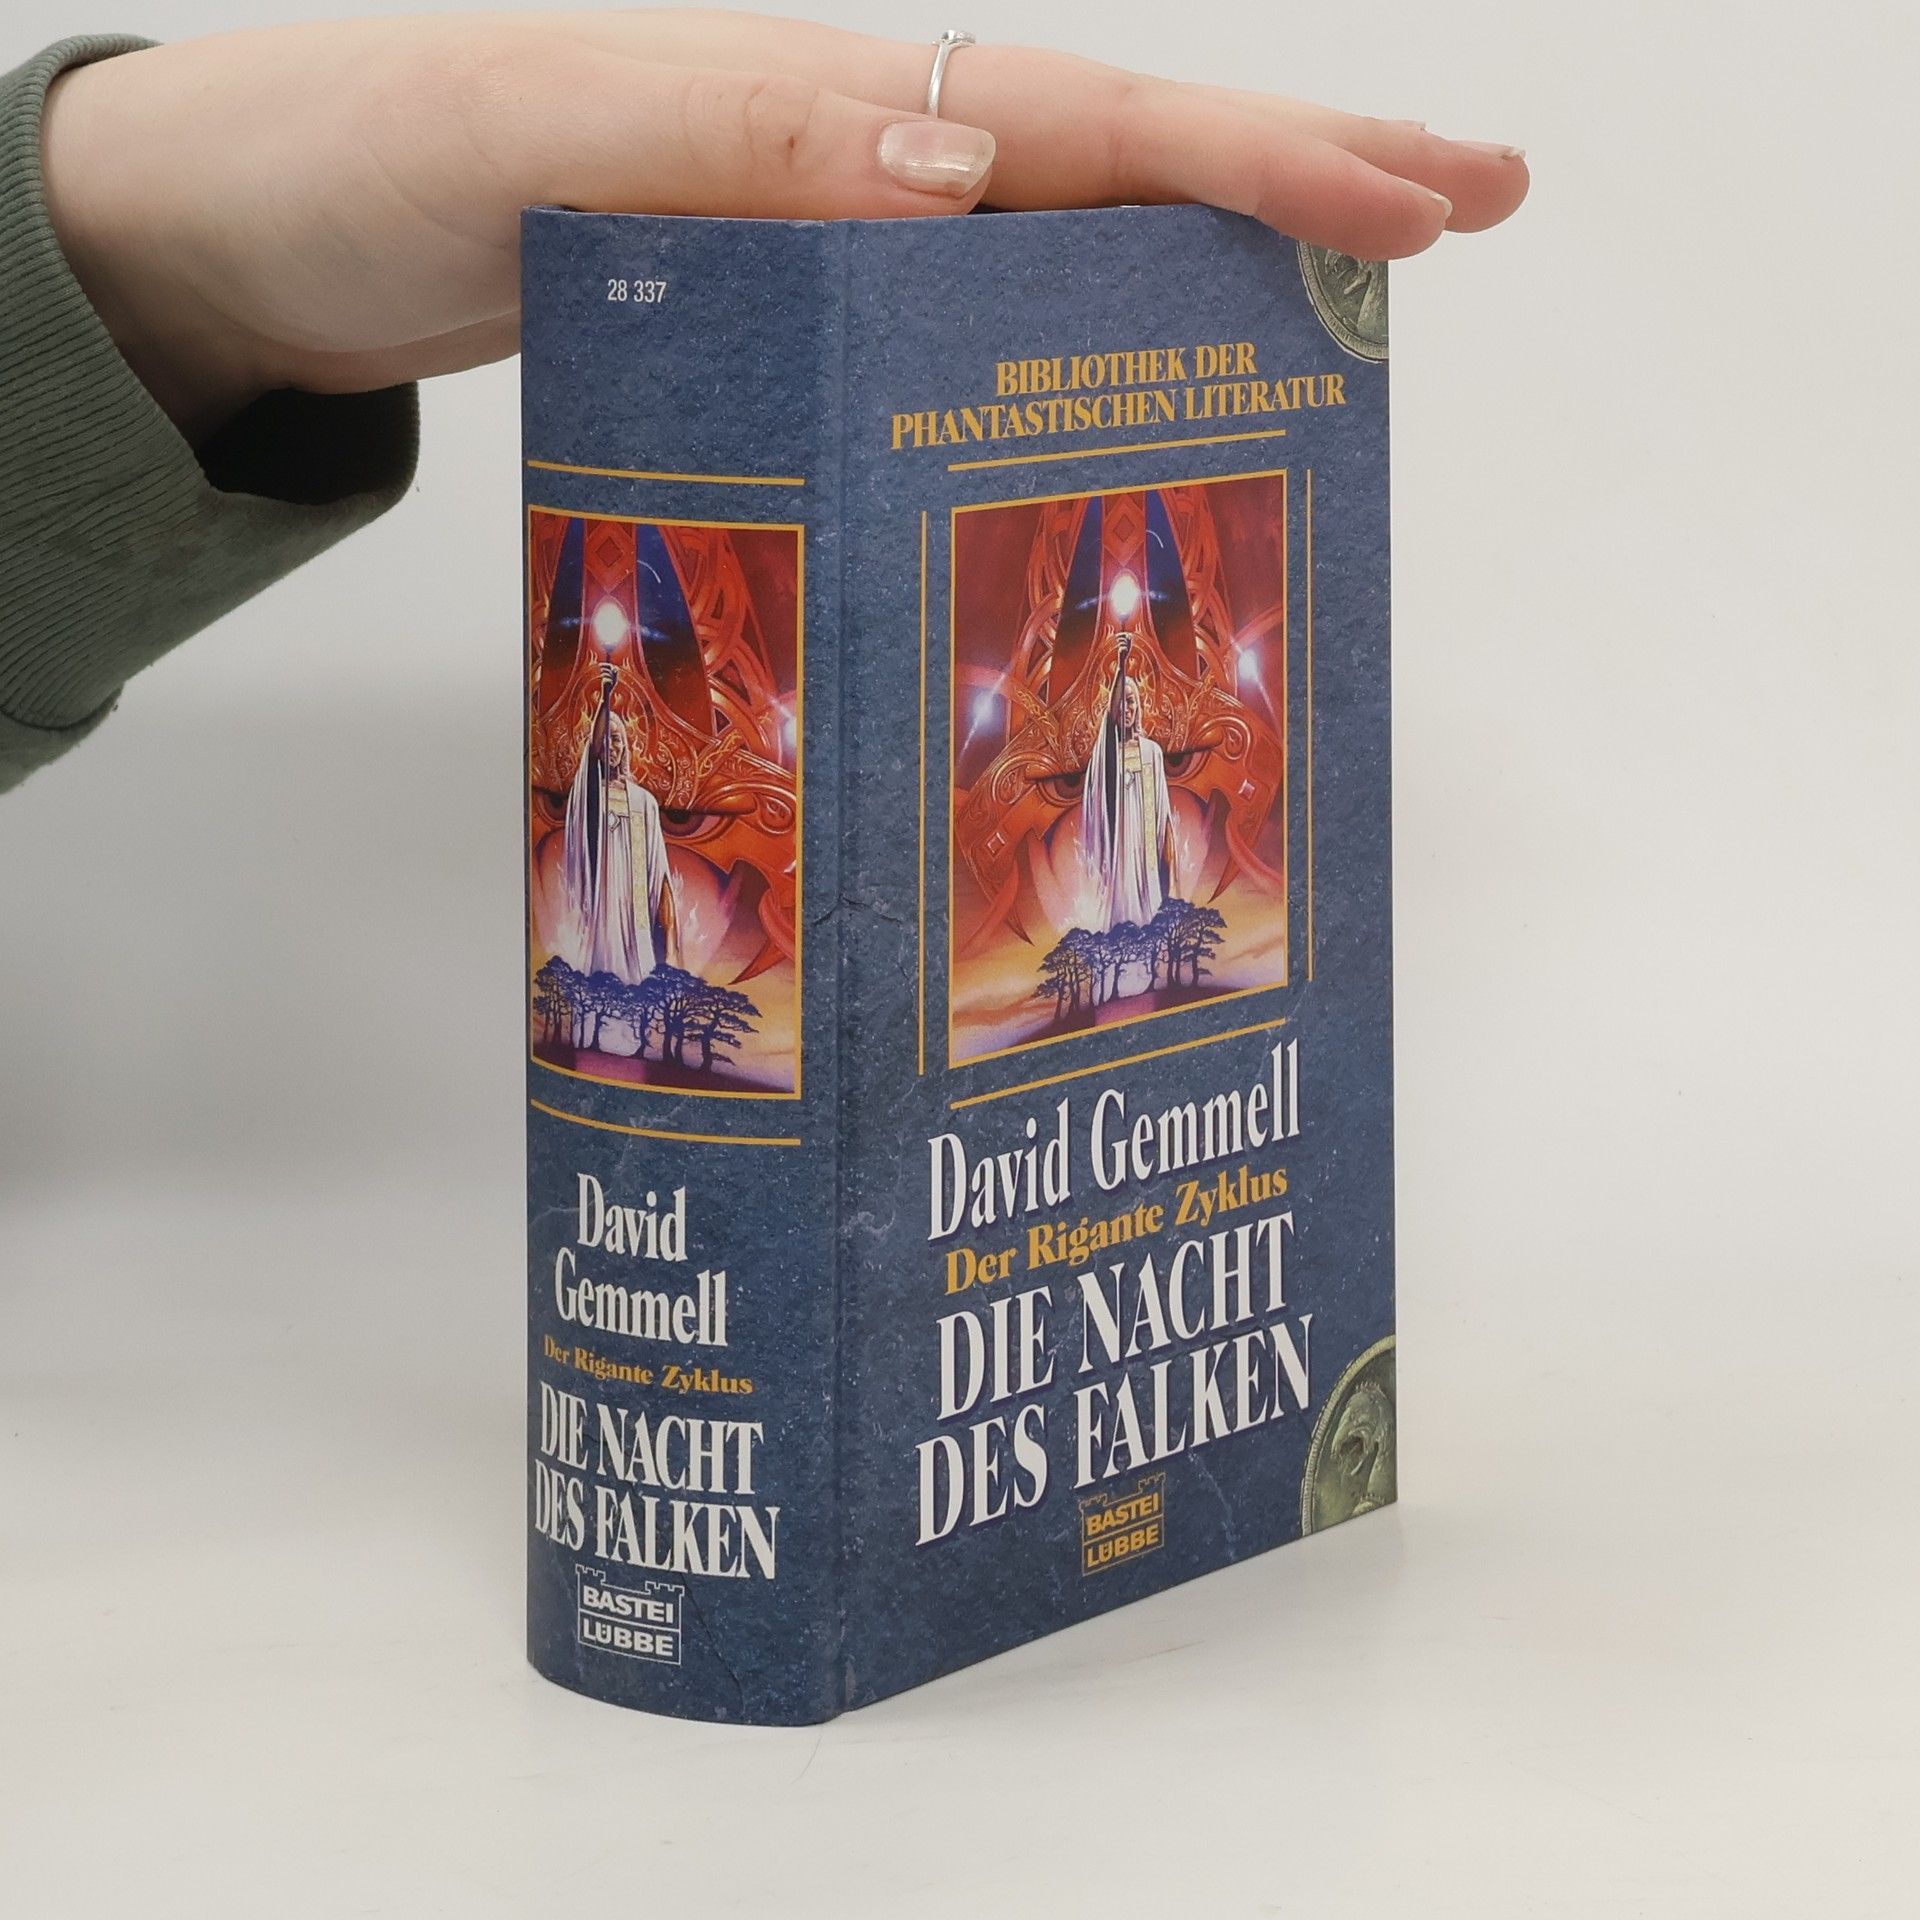 28 337
David
Gemmell
Der Rigante Zyklus
DIE NACHT
DES FALKEN
BASTEI
LÜBBE
BIBLIOTHEK DER
PHANTASTISCHEN LITERATUR
David Gemmell
Der Rigante Zyklus
DIE NACHT
DES FALKEN
BASTEI
LÜBBE